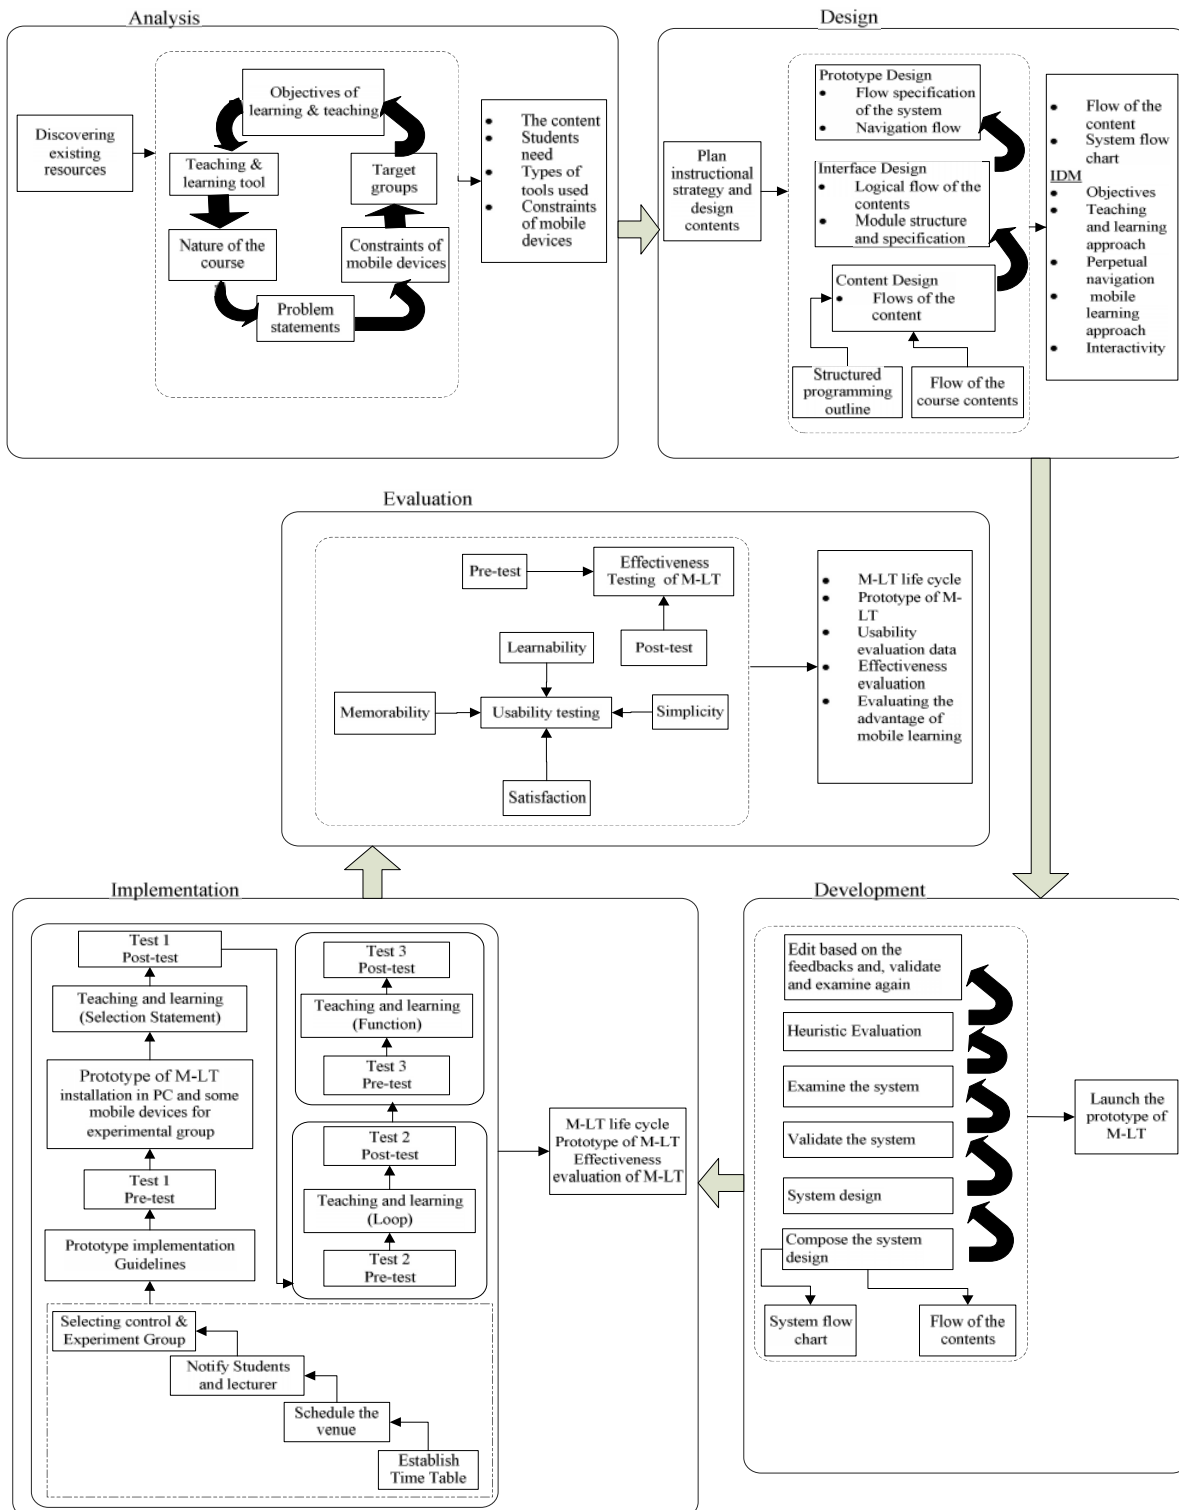 Analysis
Discovering
existing
resources
Objectives of
learning & teaching
Teaching &
learning tool
Nature of the
course
Problem
statements
Constraints of
mobile devices
Target
groups
• The content
• Students
need
• Types of
tools used
• Constraints
of mobile
devices
Design
Plan
instructional
strategy and
design
contents
Prototype Design
• Flow specification
of the system
• Navigation flow
Interface Design
• Logical flow of the
contents
• Module structure
and specification
Content Design
• Flows of the
content
Structured
programming
outline
Flow of the
course contents
• Flow of the
content
• System flow
chart
IDM
• Objectives
• Teaching
and learning
approach
• Perpetual
navigation
• mobile
learning
approach
• Interactivity
Evaluation
Pre-test
Effectiveness
Testing of M-LT
Post-test
Learnability
Memorability
Usability testing
Simplicity
Satisfaction
• M-LT life cycle
• Prototype of M-
LT
• Usability
evaluation data
• Effectiveness
evaluation
• Evaluating the
advantage of
mobile learning
Implementation
Test 1
Post-test
Teaching and learning
(Selection Statement)
Prototype of M-LT
installation in PC and some
mobile devices for
experimental group
Test 1
Pre-test
Prototype implementation
Guidelines
Selecting control &
Experiment Group
Notify Students
and lecturer
Schedule the
venue
Establish
Time Table
Test 3
Post-test
Teaching and learning
(Function)
Test 3
Pre-test
Test 2
Post-test
Teaching and learning
(Loop)
Test 2
Pre-test
M-LT life cycle
Prototype of M-LT
Effectiveness
evaluation of M-LT
Development
Edit based on the
feedbacks and, validate
and examine again
Heuristic Evaluation
Examine the system
Validate the system
System design
Compose the system
design
System flow
chart
Flow of the
contents
Launch the
prototype of
M-LT